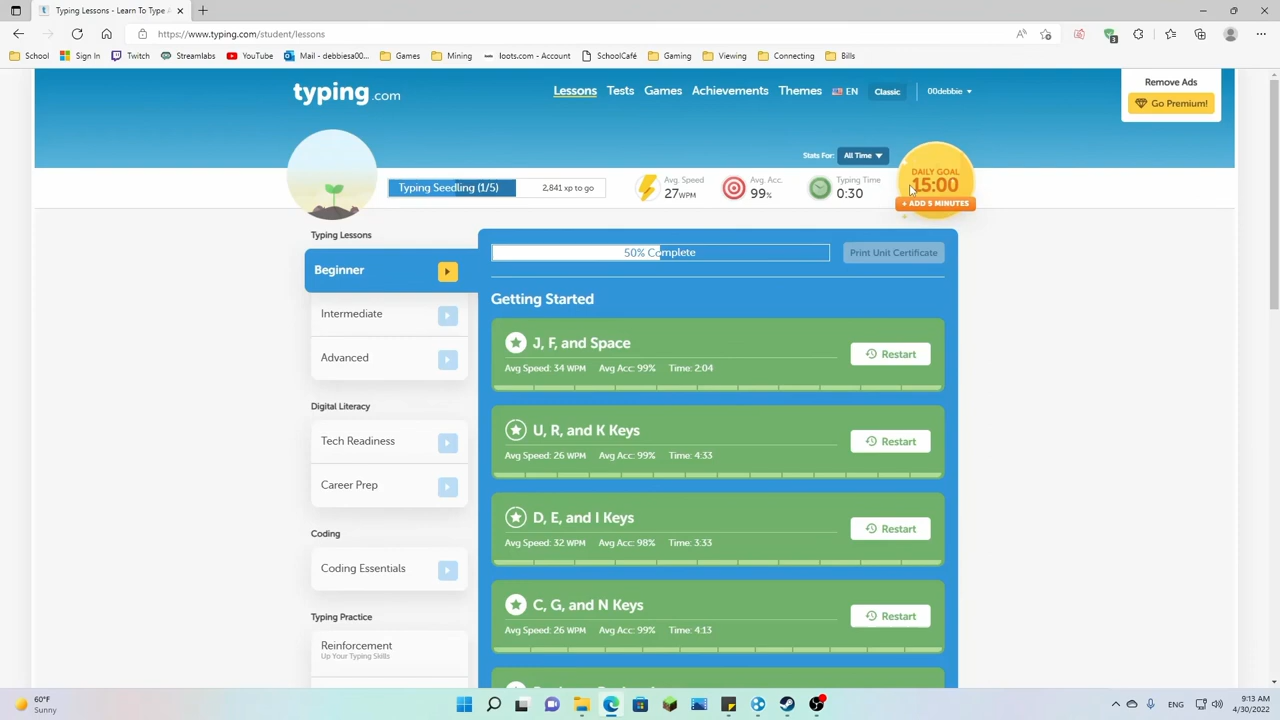 Typing Lessons - Learn To Type
https://www.typing.com/student/lessons
School
Sign In
Twitch
Streamlabs
YouTube
Mail - debbiesa00...
Games
Mining
loots.com - Account
SchoolCafé
Gaming
Viewing
Connecting
Bills
typing.com
Lessons
Tests
Games
Achievements
Themes
EN
Classic
00debbie
Remove Ads
Go Premium!
Stats For:
All Time
Typing Seedling (1/5)
2,841 xp to go
Avg. Speed
27WPM
Avg. Acc.
99%
Typing Time
0:30
DAILY GOAL
15:00
+ ADD 5 MINUTES
Typing Lessons
Beginner
Intermediate
Advanced
Digital Literacy
Tech Readiness
Career Prep
Coding
Coding Essentials
Typing Practice
Reinforcement
Up Your Typing Skills
50% Complete
Print Unit Certificate
Getting Started
J, F, and Space
Avg Speed: 34 WPM Avg Acc: 99% Time: 2:04
Restart
U, R, and K Keys
Avg Speed: 26 WPM Avg Acc: 99% Time: 4:33
Restart
D, E, and I Keys
Avg Speed: 32 WPM Avg Acc: 98% Time: 3:33
Restart
C, G, and N Keys
Avg Speed: 26 WPM Avg Acc: 99% Time: 4:13
Restart
60°F
Sunny
ENG
9:13 AM
4/30/2022